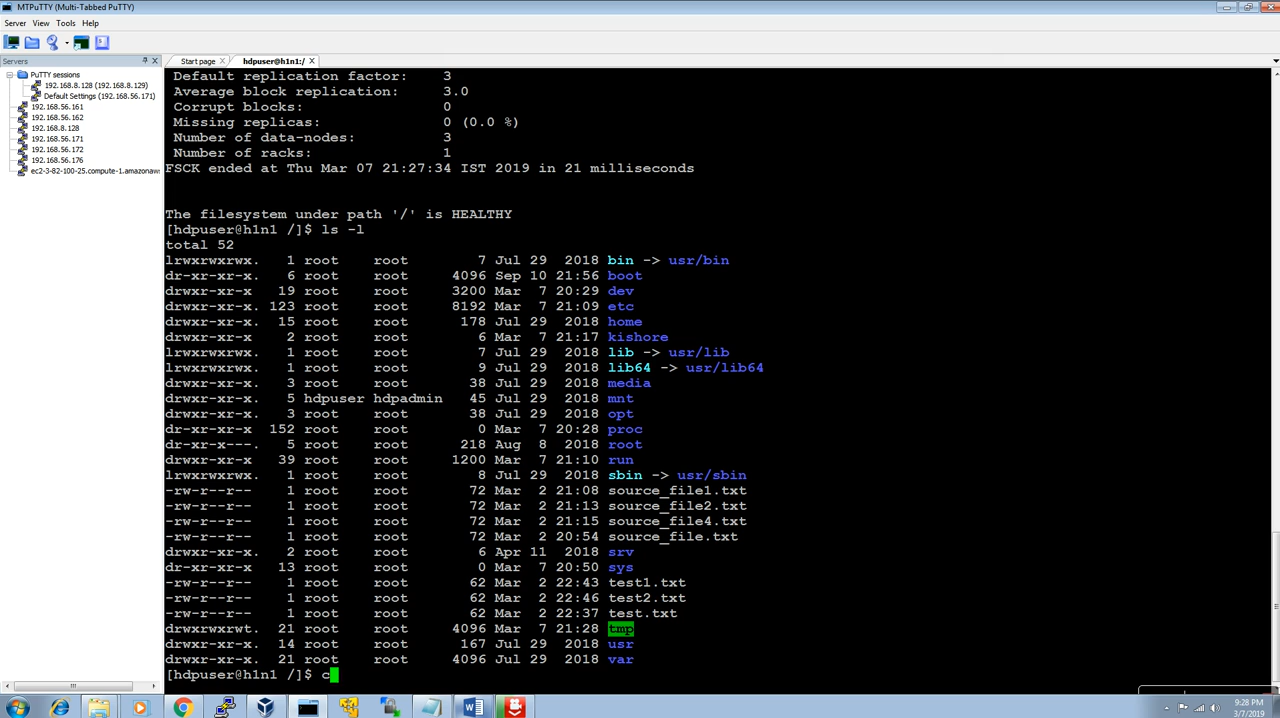 MTPuTTY (Multi-Tabbed PuTTY)
Server View Tools Help
Servers
Start page
hdpuser@h1n1:/
PuTTY sessions
192.168.8.128 (192.168.8.129)
Default Settings (192.168.56.171)
192.168.56.161
192.168.56.162
192.168.8.128
192.168.56.171
192.168.56.172
192.168.56.176
ec2-3-82-100-25.compute-1.amazonaws
Default replication factor: 3
Average block replication: 3.0
Corrupt blocks: 0
Missing replicas: 0 (0.0 %)
Number of data-nodes: 3
Number of racks: 1
FSCK ended at Thu Mar 07 21:27:34 IST 2019 in 21 milliseconds
The filesystem under path '/' is HEALTHY
[hdpuser@h1n1 /]$ ls -l
total 52
lrwxrwxrwx. 1 root root 7 Jul 29 2018 bin -> usr/bin
dr-xr-xr-x. 6 root root 4096 Sep 10 21:56 boot
drwxr-xr-x 19 root root 3200 Mar 7 20:29 dev
drwxr-xr-x. 123 root root 8192 Mar 7 21:09 etc
drwxr-xr-x. 15 root root 178 Jul 29 2018 home
drwxr-xr-x 2 root root 6 Mar 7 21:17 kishore
lrwxrwxrwx. 1 root root 7 Jul 29 2018 lib -> usr/lib
lrwxrwxrwx. 1 root root 9 Jul 29 2018 lib64 -> usr/lib64
drwxr-xr-x. 3 root root 38 Jul 29 2018 media
drwxr-xr-x. 5 hdpuser hdpadmin 45 Jul 29 2018 mnt
drwxr-xr-x. 3 root root 38 Jul 29 2018 opt
dr-xr-xr-x 152 root root 0 Mar 7 20:28 proc
dr-xr-x---. 5 root root 218 Aug 8 2018 root
drwxr-xr-x 39 root root 1200 Mar 7 21:10 run
lrwxrwxrwx. 1 root root 8 Jul 29 2018 sbin -> usr/sbin
-rw-r--r-- 1 root root 72 Mar 2 21:08 source_file1.txt
-rw-r--r-- 1 root root 72 Mar 2 21:13 source_file2.txt
-rw-r--r-- 1 root root 72 Mar 2 21:15 source_file4.txt
-rw-r--r-- 1 root root 72 Mar 2 20:54 source_file.txt
drwxr-xr-x. 2 root root 6 Apr 11 2018 srv
dr-xr-xr-x 13 root root 0 Mar 7 20:50 sys
-rw-r--r-- 1 root root 62 Mar 2 22:43 test1.txt
-rw-r--r-- 1 root root 62 Mar 2 22:46 test2.txt
-rw-r--r-- 1 root root 62 Mar 2 22:37 test.txt
drwxrwxrwt. 21 root root 4096 Mar 7 21:28 tmp
drwxr-xr-x. 14 root root 167 Jul 29 2018 usr
drwxr-xr-x. 21 root root 4096 Jul 29 2018 var
[hdpuser@h1n1 /]$ c
9:28 PM
3/7/2019